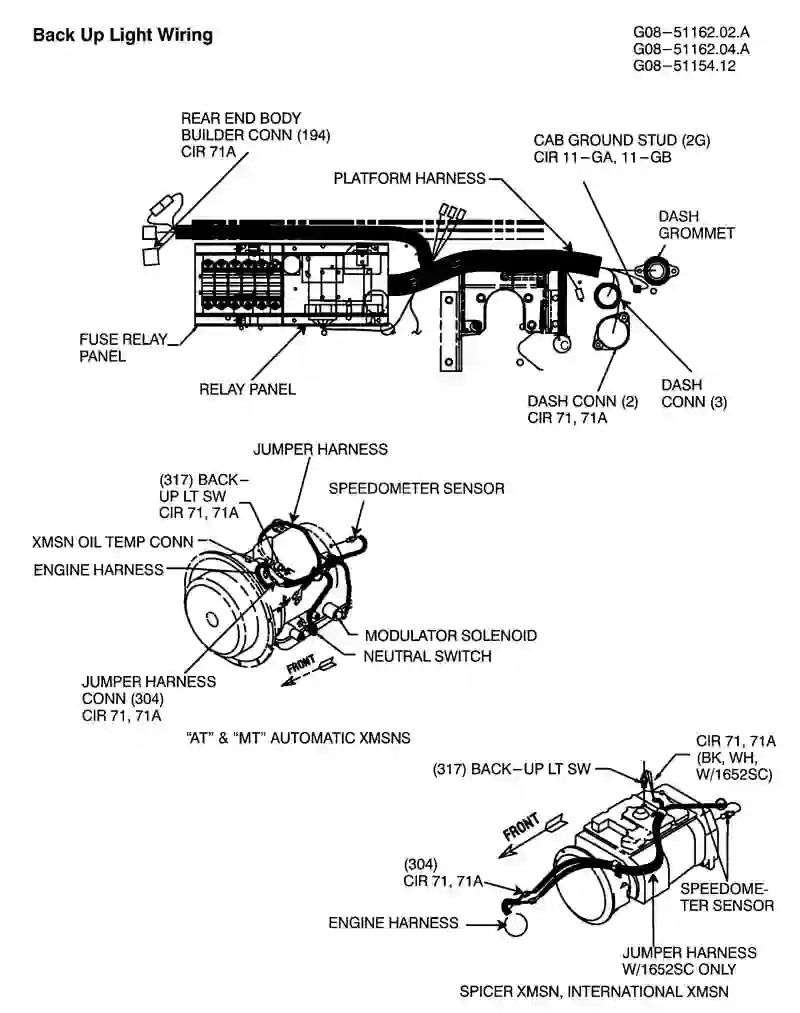 Back Up Light Wiring
G08-51162.02.A
G08-51162.04.A
G08-51154.12
REAR END BODY
BUILDER CONN (194)
CIR 71A
CAB GROUND STUD (2G)
CIR 11-GA, 11-GB
PLATFORM HARNESS
DASH
GROMMET
FUSE RELAY
PANEL
RELAY PANEL
DASH CONN (2)
CIR 71, 71A
DASH
CONN (3)
JUMPER HARNESS
(317) BACK-
UP LT SW
CIR 71, 71A
SPEEDOMETER SENSOR
XMSN OIL TEMP CONN
ENGINE HARNESS
MODULATOR SOLENOID
NEUTRAL SWITCH
FRONT
JUMPER HARNESS
CONN (304)
CIR 71, 71A
"AT" & "MT" AUTOMATIC XMSNS
CIR 71, 71A
(BK, WH,
W/1652SC)
(317) BACK-UP LT SW
FRONT
(304)
CIR 71, 71A
SPEEDOME-
TER SENSOR
ENGINE HARNESS
JUMPER HARNESS
W/1652SC ONLY
SPICER XMSN, INTERNATIONAL XMSN